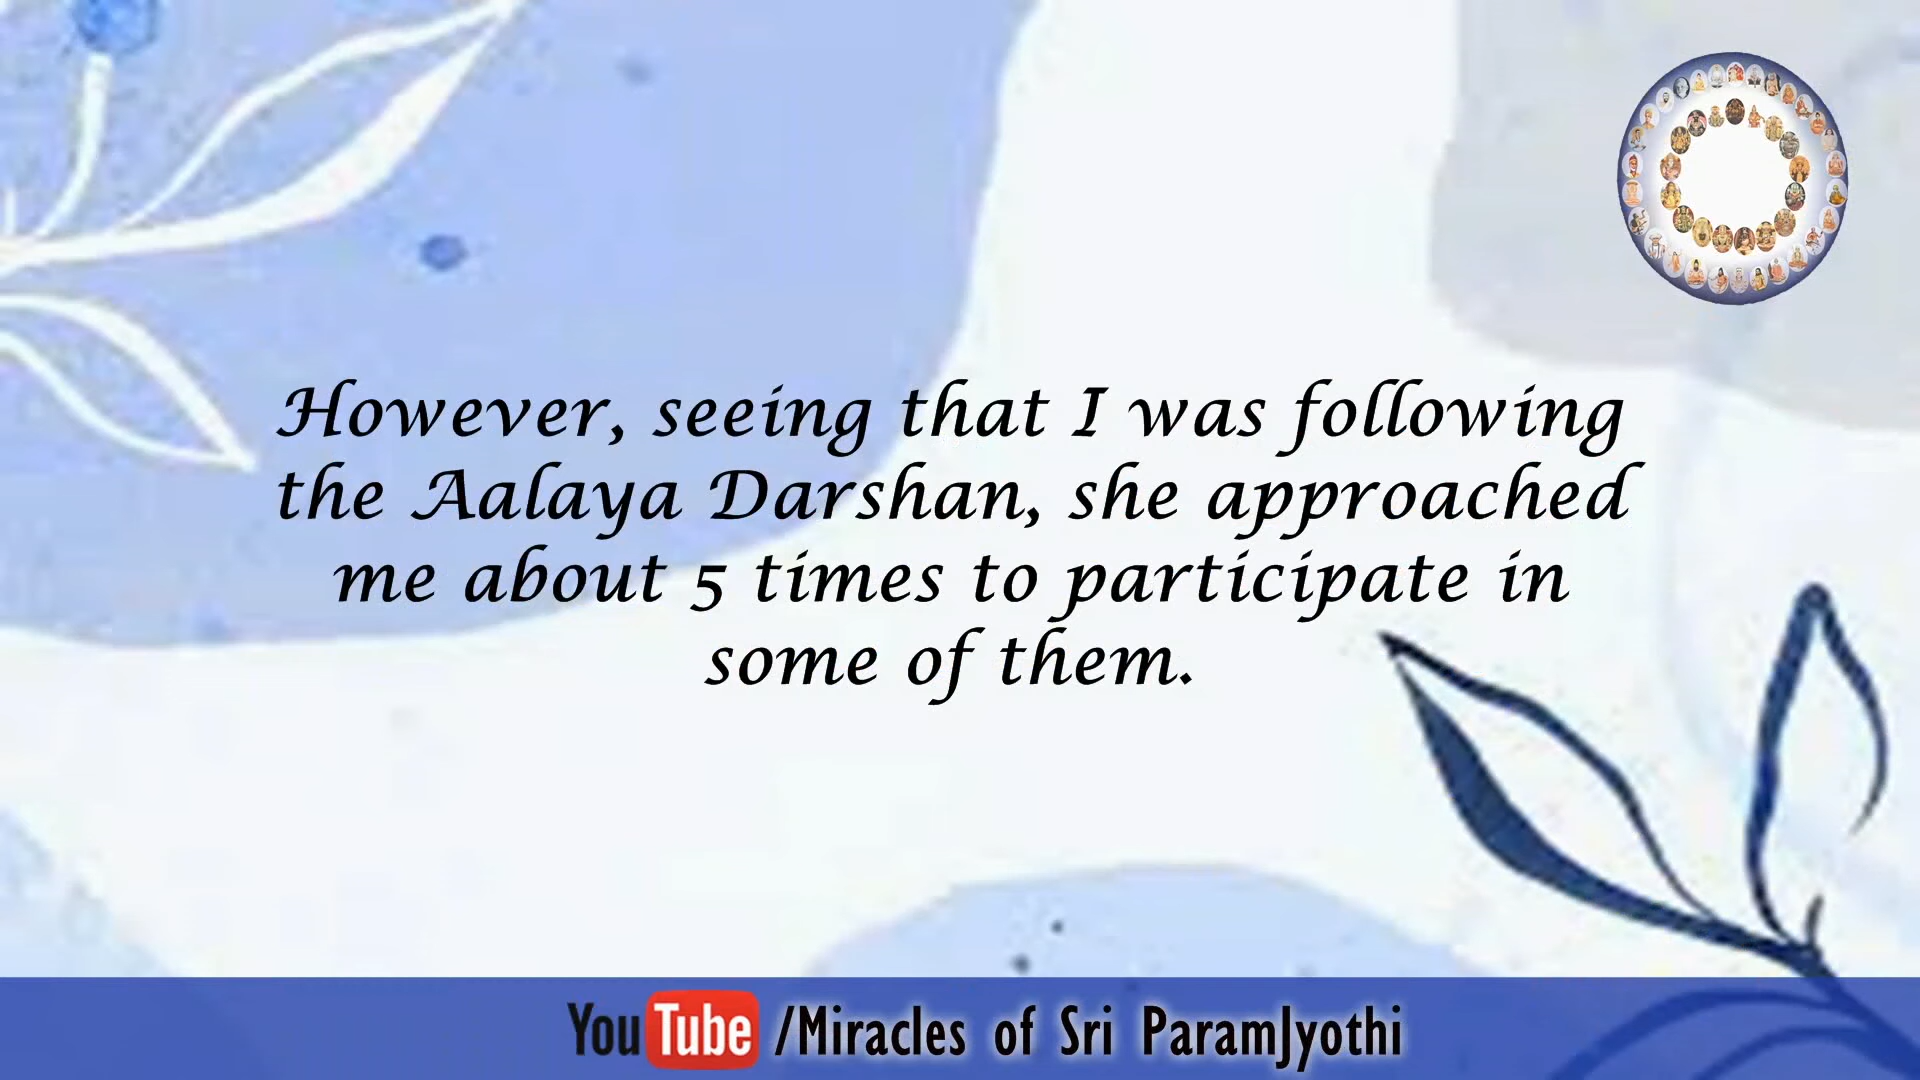 However, seeing that I was following
the Aalaya Darshan, she approached
me about 5 times to participate in
some of them.
YouTube /Miracles of Sri ParamJyothi